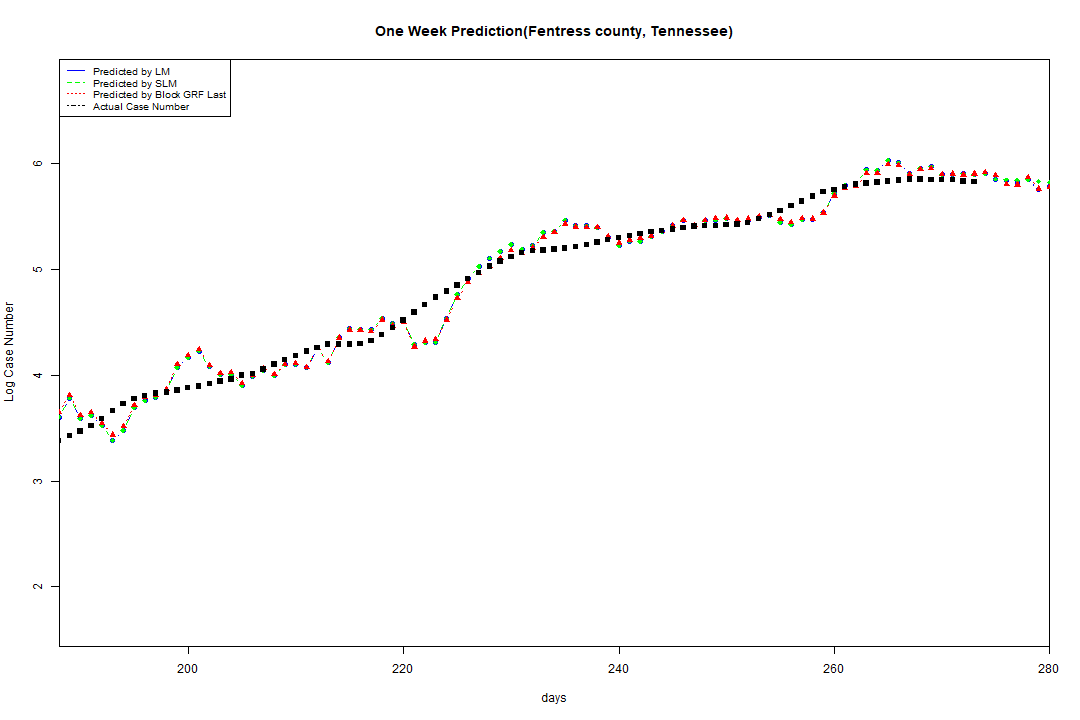 One Week Prediction(Fentress county, Tennessee)
Predicted by LM
Predicted by SLM
Predicted by Block GRF Last
Actual Case Number
Log Case Number
6
5
4
3
2
200 220 240 260 280
days